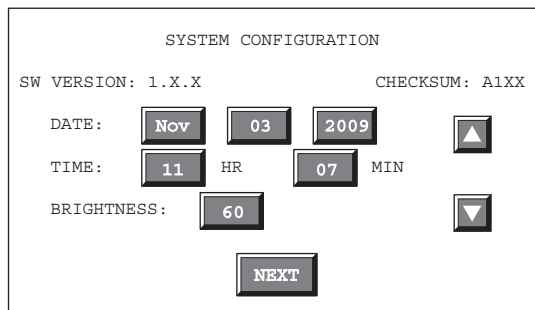 SYSTEM CONFIGURATION
SW VERSION: 1.X.X CHECKSUM: A1XX
DATE: Nov 03 2009
TIME: 11 HR 07 MIN
BRIGHTNESS: 60
NEXT